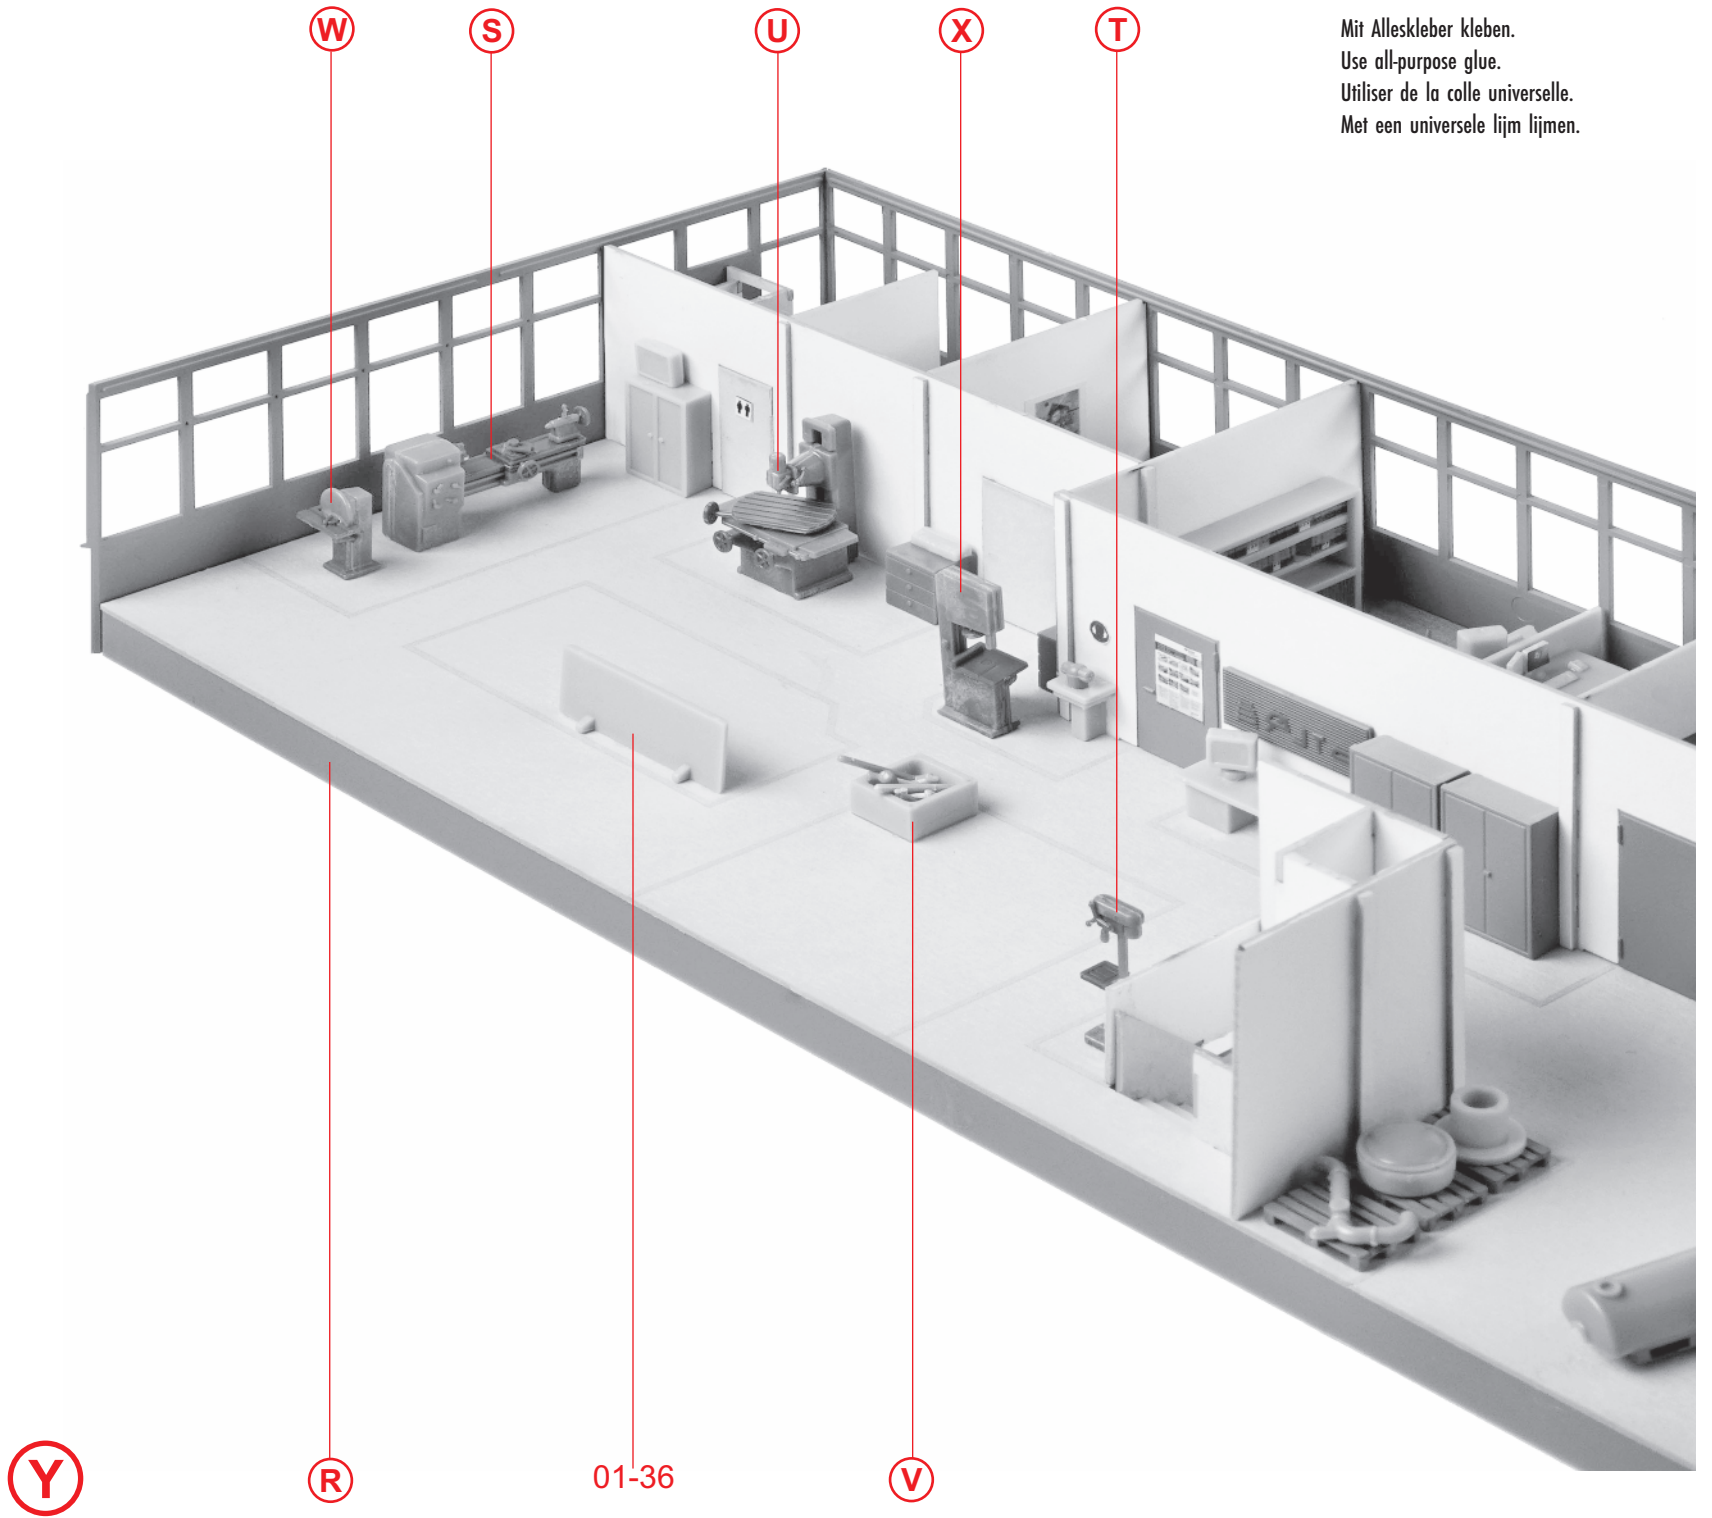 W S U X T
Mit Alleskleber kleben.
Use all-purpose glue.
Utiliser de la colle universelle.
Met een universele lijm lijmen.
Y R 01-36 V